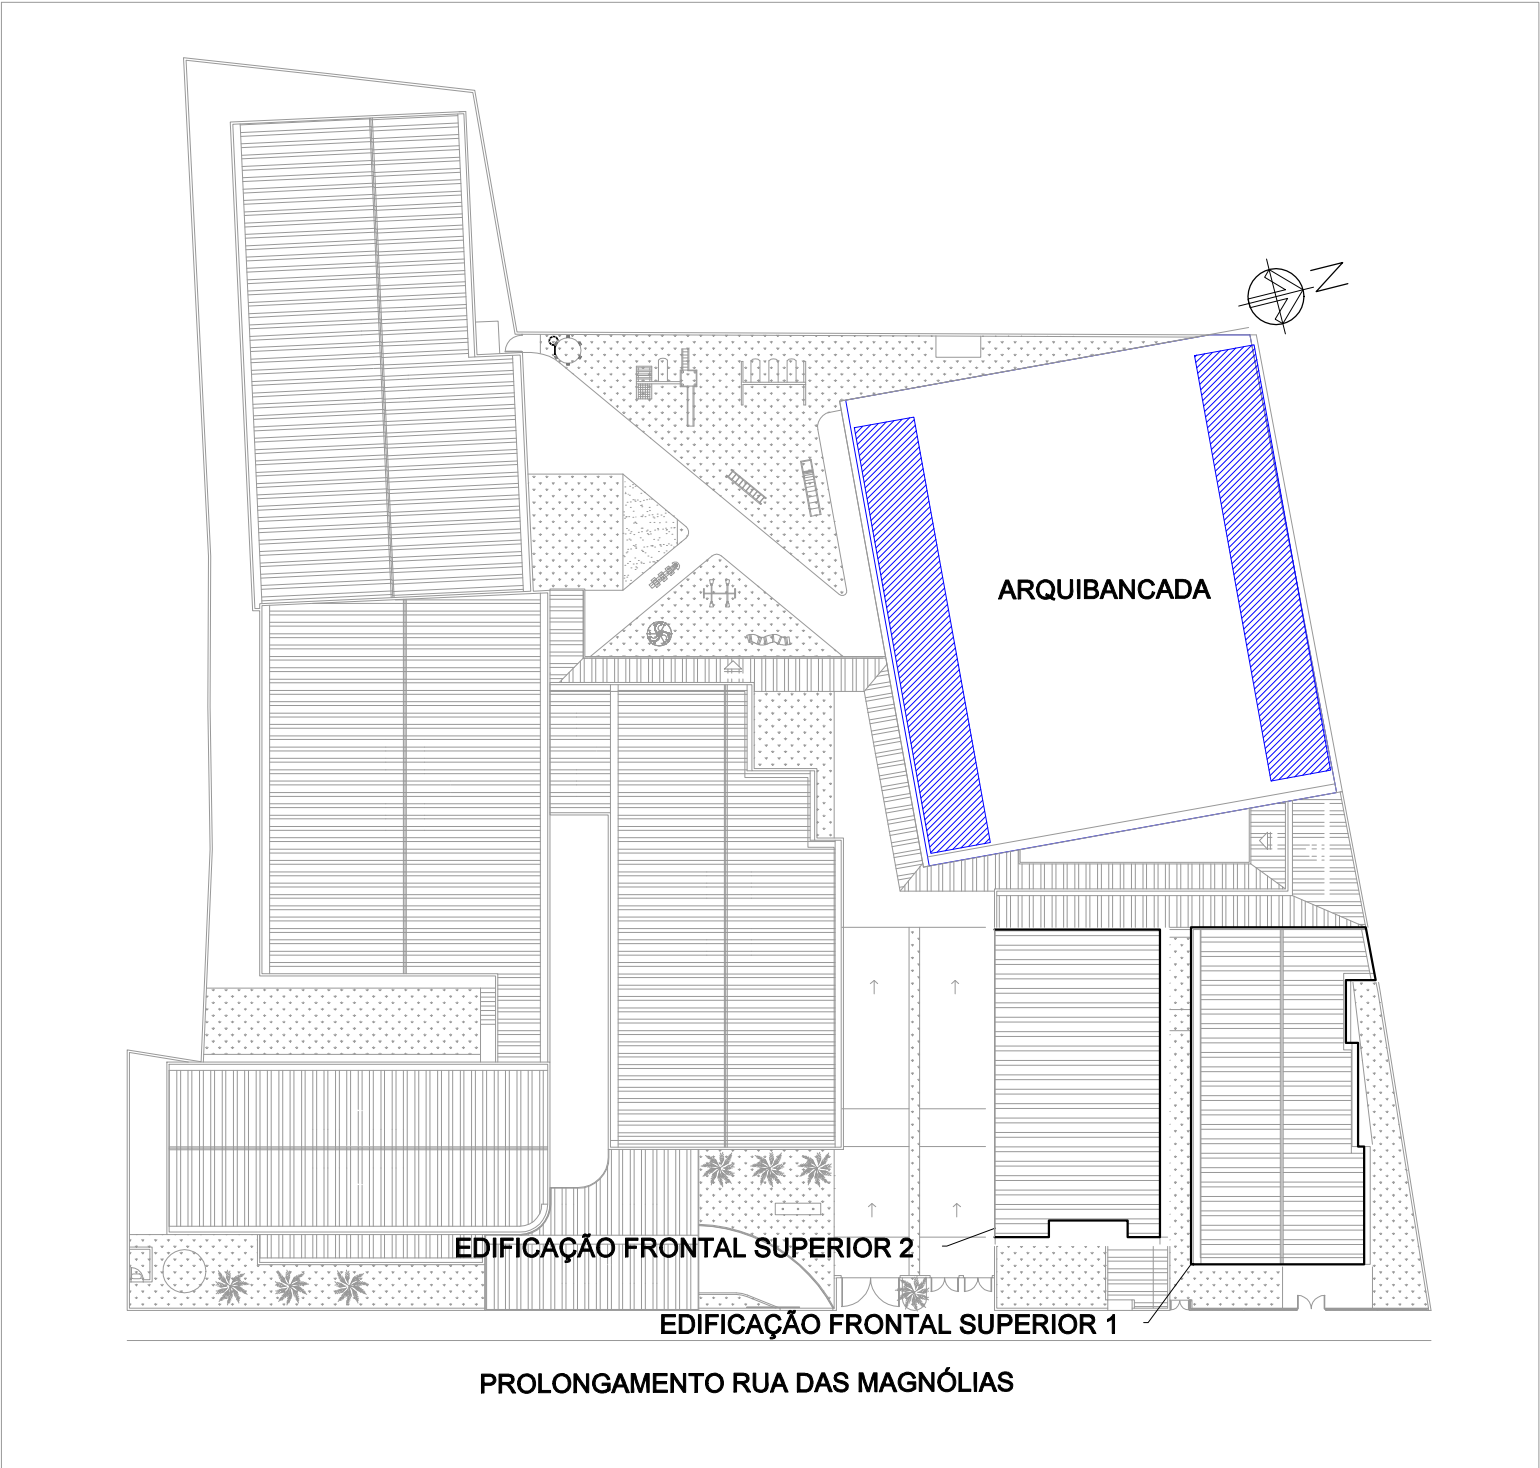 N
ARQUIBANCADA
EDIFICAÇÃO FRONTAL SUPERIOR 2
EDIFICAÇÃO FRONTAL SUPERIOR 1
PROLONGAMENTO RUA DAS MAGNÓLIAS